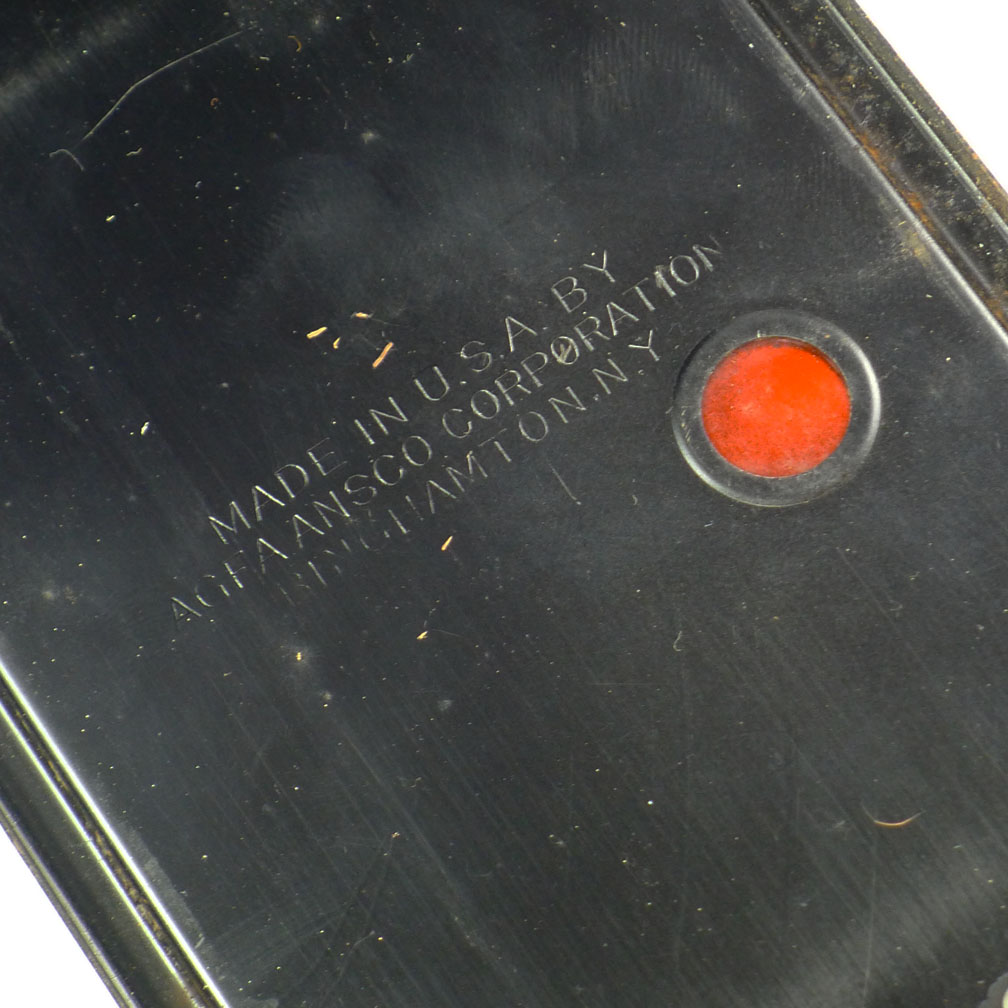 MADE IN U.S.A. BY
AGFA ANSCO CORPORATION
BINGHAMTON.N.Y